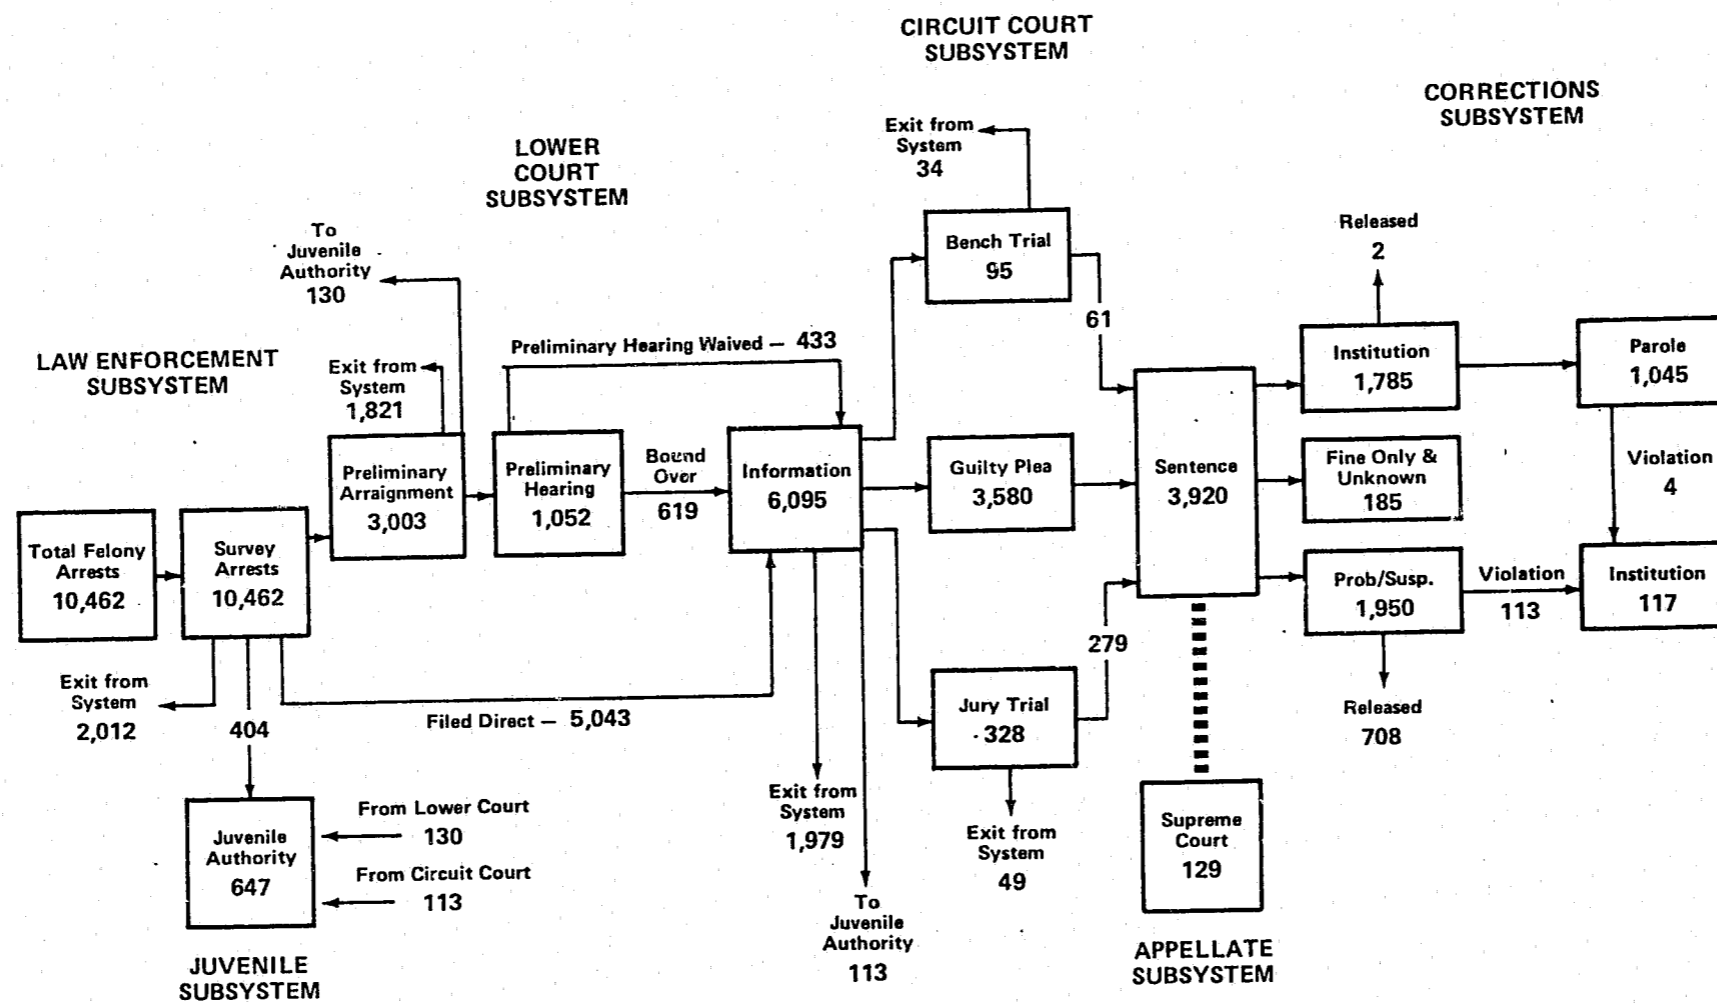 CIRCUIT COURT
SUBSYSTEM
CORRECTIONS
SUBSYSTEM
LOWER
COURT
SUBSYSTEM
LAW ENFORCEMENT
SUBSYSTEM
Total Felony
Arrests
10,462
Survey
Arrests
10,462
Exit from
System
2,012
404
Filed Direct — 5,043
Juvenile
Authority
647
From Lower Court
130
From Circuit Court
113
JUVENILE
SUBSYSTEM
To
Juvenile
Authority
130
Exit from
System
1,821
Preliminary
Arraignment
3,003
Preliminary Hearing Waived — 433
Preliminary
Hearing
1,052
Bound
Over
619
Information
6,095
Exit from
System
1,979
To
Juvenile
Authority
113
Exit from
System
34
Bench Trial
95
61
Guilty Plea
3,580
Jury Trial
328
279
Exit from
System
49
Sentence
3,920
Supreme
Court
129
APPELLATE
SUBSYSTEM
Released
2
Institution
1,785
Parole
1,045
Fine Only &
Unknown
185
Violation
4
Prob/Susp.
1,950
Violation
113
Institution
117
Released
708